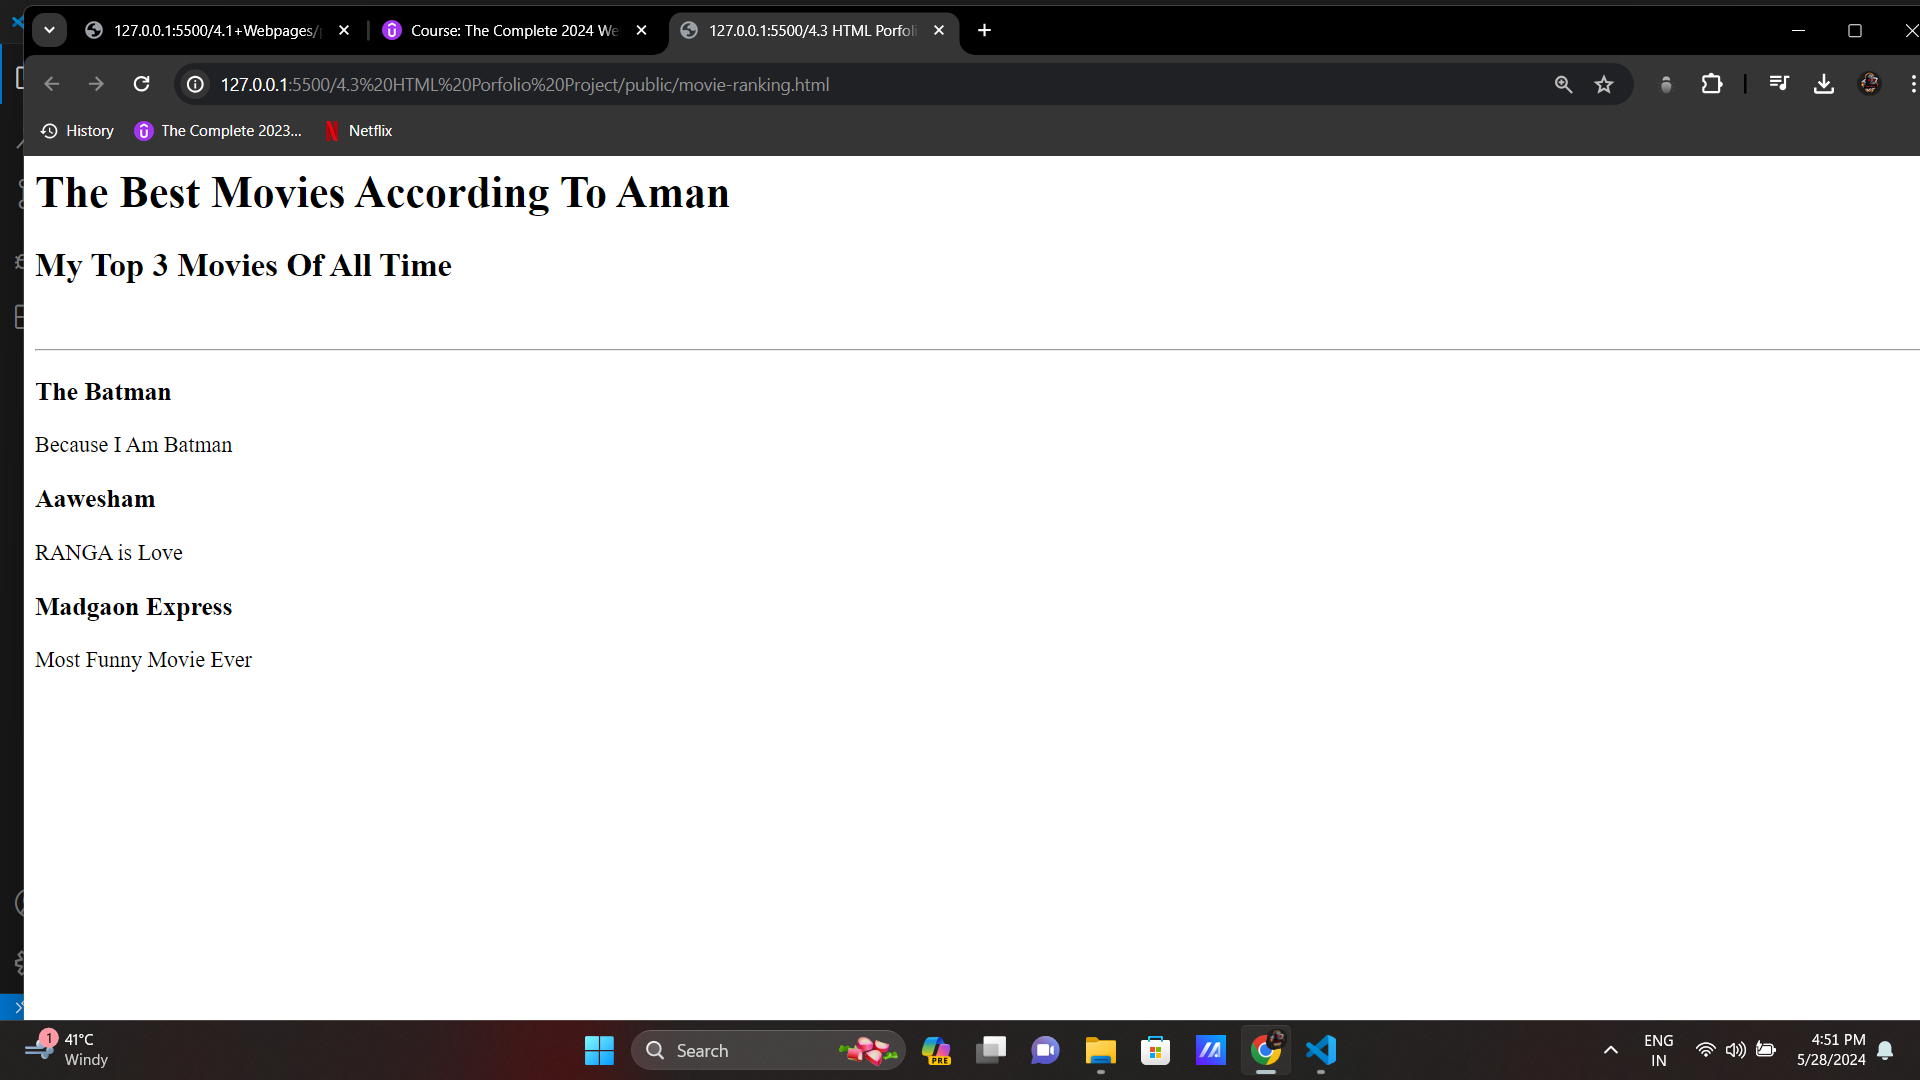 127.0.0.1:5500/4.1+Webpages/
Course: The Complete 2024 We
127.0.0.1:5500/4.3 HTML Porfoli
127.0.0.1:5500/4.3%20HTML%20Porfolio%20Project/public/movie-ranking.html
History
The Complete 2023...
Netflix
The Best Movies According To Aman
My Top 3 Movies Of All Time
The Batman
Because I Am Batman
Aawesham
RANGA is Love
Madgaon Express
Most Funny Movie Ever
1
41°C
Windy
Search
PRE
ENG
IN
4:51 PM
5/28/2024